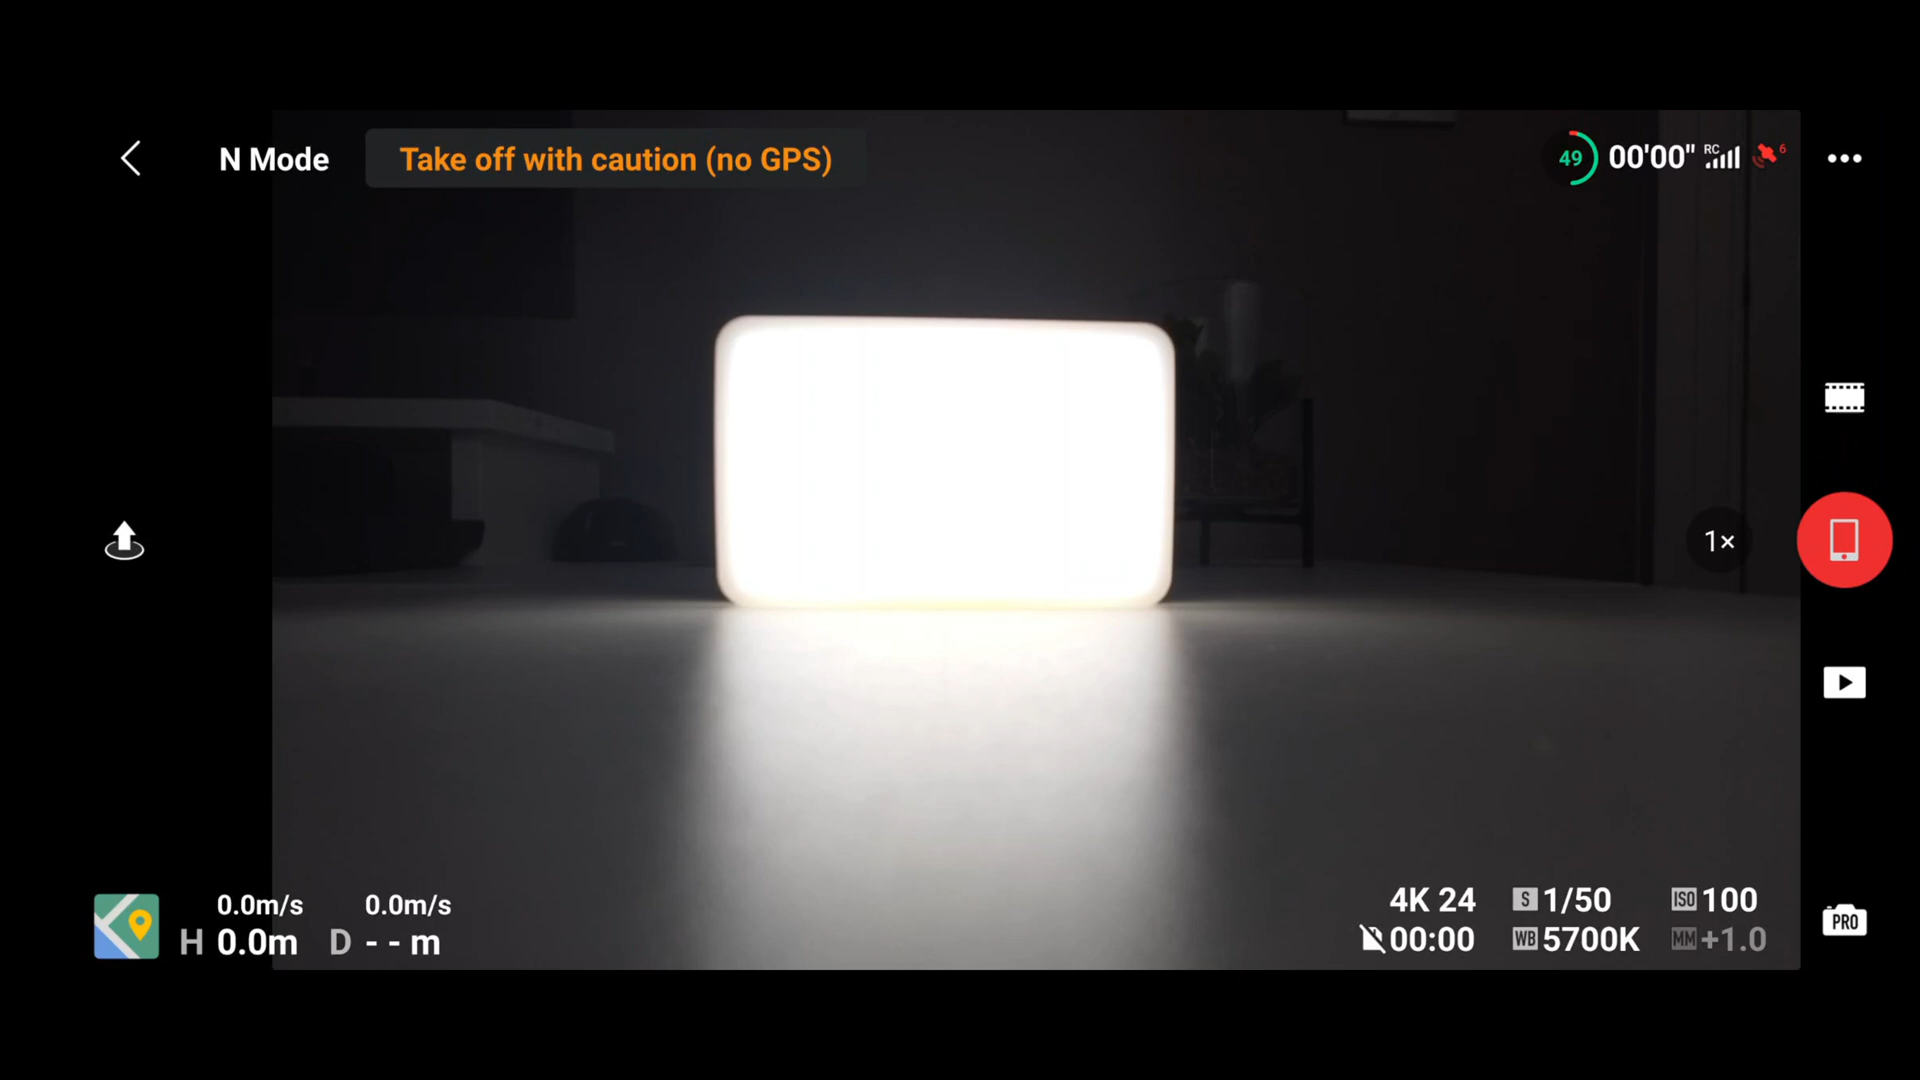 N Mode
Take off with caution (no GPS)
49
00'00"
RC
6
1×
0.0m/s 0.0m/s
H 0.0m D - - m
4K 24 S 1/50 ISO 100
00:00 WB 5700K MM +1.0
PRO